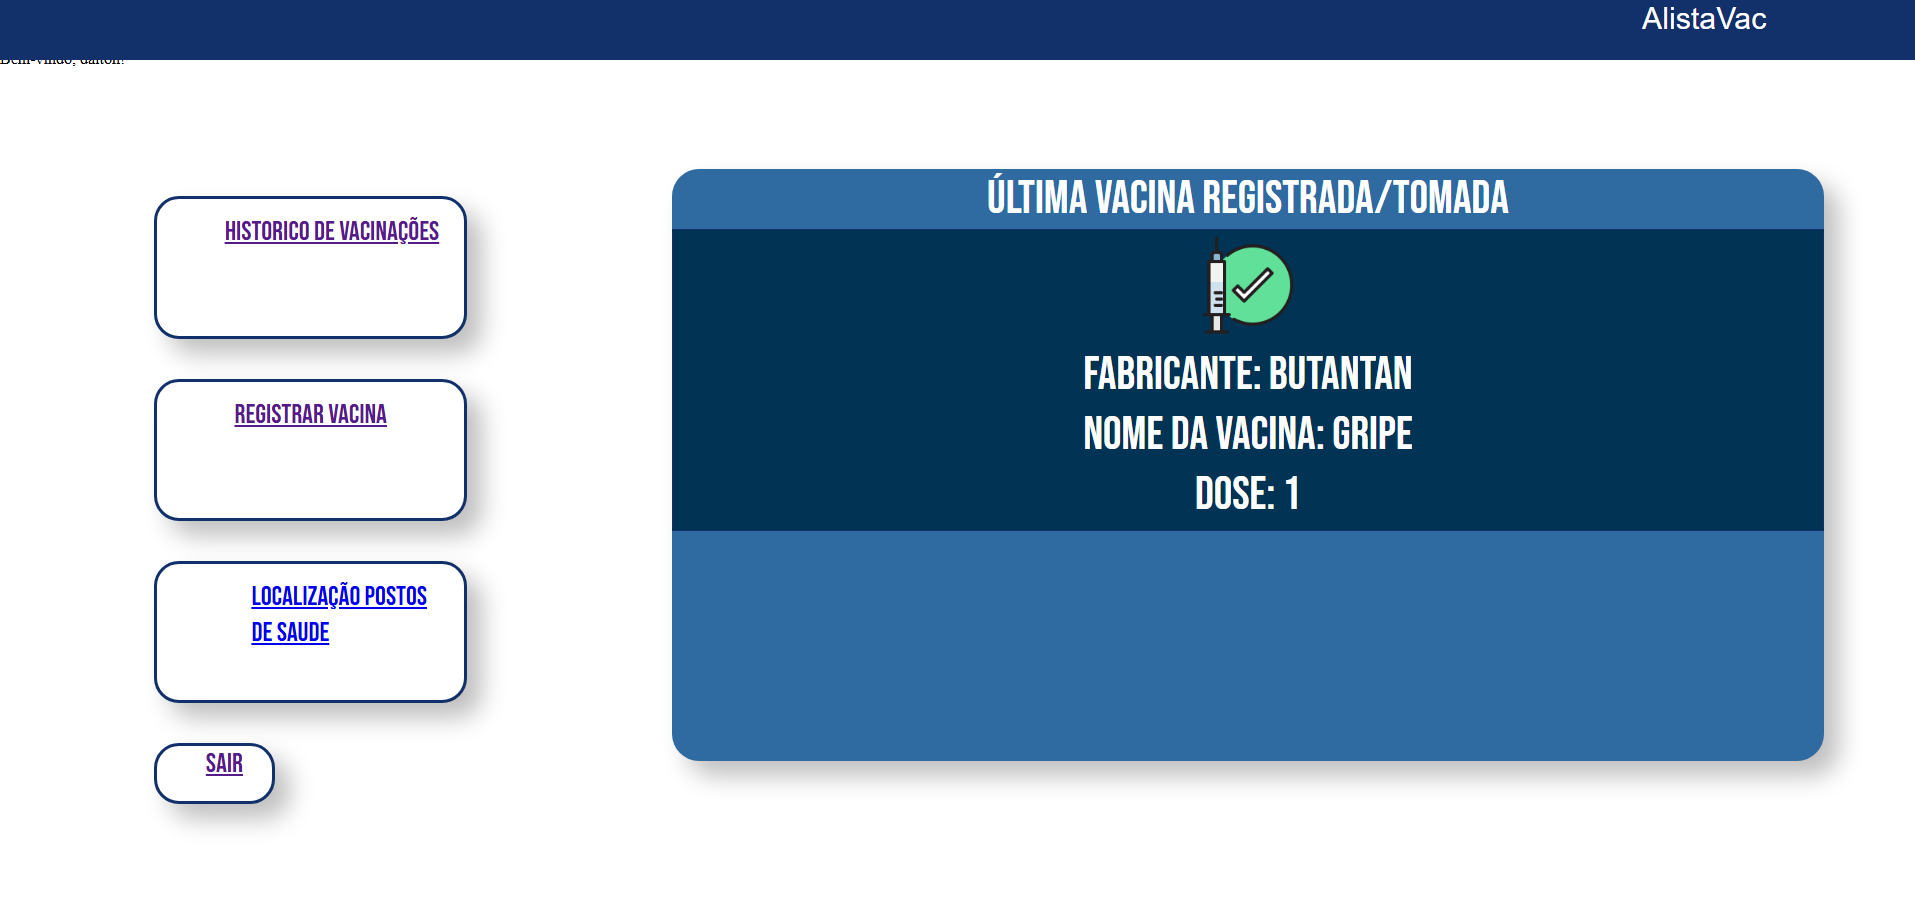 AlistaVac
Bem-vindo, dalton!
HISTORICO DE VACINAÇÕES
REGISTRAR VACINA
LOCALIZAÇÃO POSTOS
DE SAUDE
SAIR
ÚLTIMA VACINA REGISTRADA/TOMADA
FABRICANTE: BUTANTAN
NOME DA VACINA: GRIPE
DOSE: 1